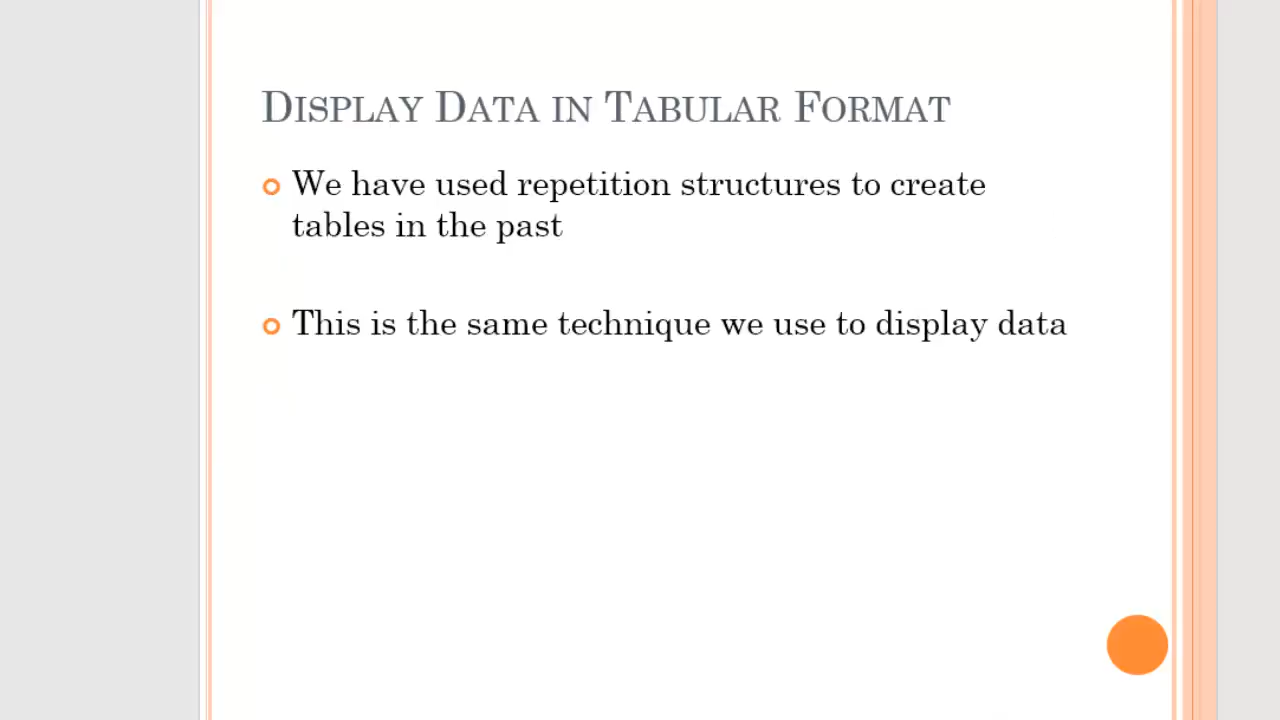 Display Data in Tabular Format
We have used repetition structures to create
tables in the past
This is the same technique we use to display data